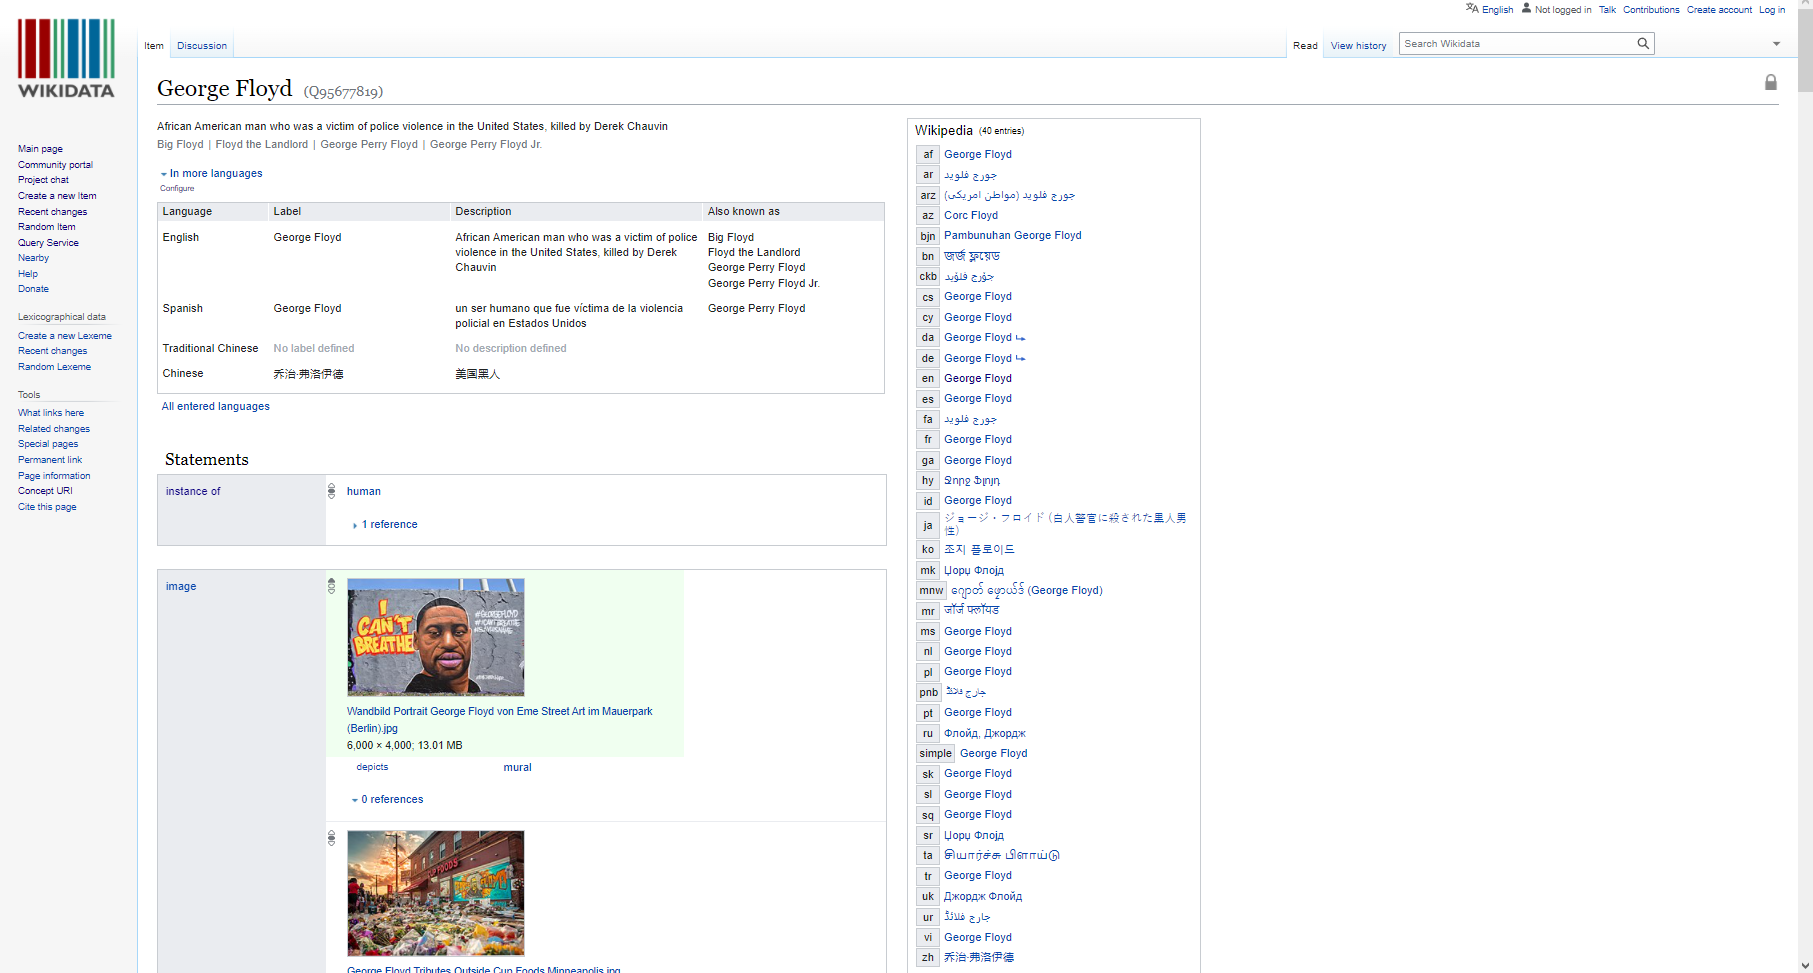 English Not logged in Talk Contributions Create account Log in
WIKIDATA
Item Discussion
Read View history Search Wikidata
George Floyd (Q95677819)
Main page
Community portal
Project chat
Create a new Item
Recent changes
Random Item
Query Service
Nearby
Help
Donate
Lexicographical data
Create a new Lexeme
Recent changes
Random Lexeme
Tools
What links here
Related changes
Special pages
Permanent link
Page information
Concept URI
Cite this page
African American man who was a victim of police violence in the United States, killed by Derek Chauvin
Big Floyd | Floyd the Landlord | George Perry Floyd | George Perry Floyd Jr.
In more languages
Configure
Language Label Description Also known as
English George Floyd African American man who was a victim of police Big Floyd
violence in the United States, killed by Derek Floyd the Landlord
Chauvin George Perry Floyd
George Perry Floyd Jr.
Spanish George Floyd un ser humano que fue víctima de la violencia George Perry Floyd
policial en Estados Unidos
Traditional Chinese No label defined No description defined
Chinese 乔治·弗洛伊德 美国黑人
All entered languages
Statements
instance of human
1 reference
image
I
CAN'T
BREATHE
#GEORGEFLOYD
#ICANTBREATHE
#SAYHISNAME
Wandbild Portrait George Floyd von Eme Street Art im Mauerpark
(Berlin).jpg
6,000 × 4,000; 13.01 MB
depicts mural
0 references
CUP FOODS
George Floyd Tributes Outside Cup Foods Minneapolis.jpg
Wikipedia (40 entries)
af George Floyd
ar جورج فلويد
arz جورج فلويد (مواطن امريكى)
az Corc Floyd
bjn Pambunuhan George Floyd
bn জর্জ ফ্লয়েড
ckb جۆرج فلۆید
cs George Floyd
cy George Floyd
da George Floyd
de George Floyd
en George Floyd
es George Floyd
fa جورج فلوید
fr George Floyd
ga George Floyd
hy Ջորջ Ֆլոյդ
id George Floyd
ja ジョージ・フロイド (白人警官に殺された黒人男
性)
ko 조지 플로이드
mk Џорџ Флојд
mnw (George Floyd)
mr जॉर्ज फ्लॉयड
ms George Floyd
nl George Floyd
pl George Floyd
pnb جارج فلائڈ
pt George Floyd
ru Флойд, Джордж
simple George Floyd
sk George Floyd
sl George Floyd
sq George Floyd
sr Џорџ Флојд
ta சியார்ச்சு பிளாய்டு
tr George Floyd
uk Джордж Флойд
ur جارج فلائڈ
vi George Floyd
zh 乔治·弗洛伊德